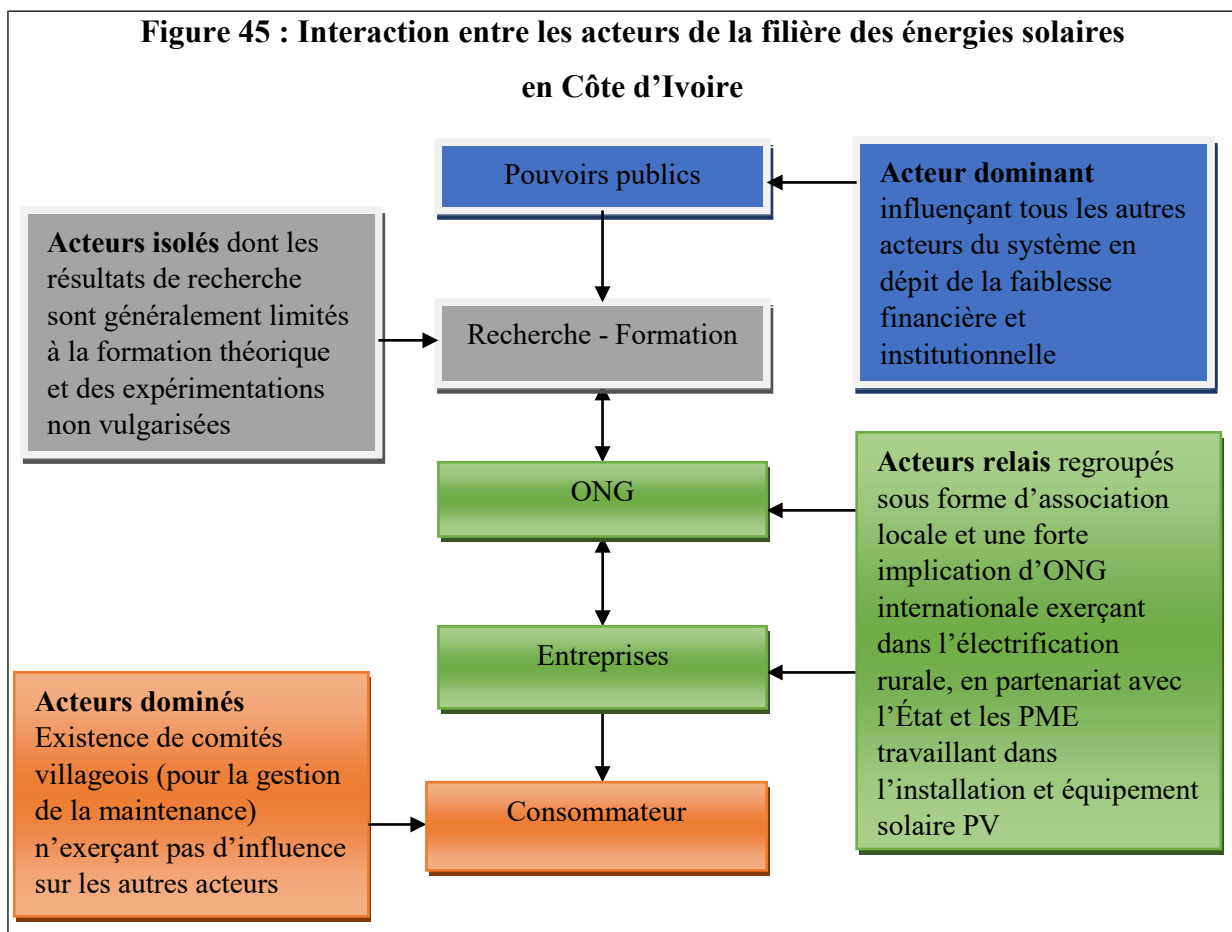 Figure 45 : Interaction entre les acteurs de la filière des énergies solaires
en Côte d’Ivoire
Pouvoirs publics
Acteur dominant
influençant tous les autres
acteurs du système en
dépit de la faiblesse
financière et
institutionnelle
Acteurs isolés dont les
résultats de recherche
sont généralement limités
à la formation théorique
et des expérimentations
non vulgarisées
Recherche - Formation
ONG
Acteurs relais regroupés
sous forme d’association
locale et une forte
implication d’ONG
internationale exerçant
dans l’électrification
rurale, en partenariat avec
l’État et les PME
travaillant dans
l’installation et équipement
solaire PV
Entreprises
Acteurs dominés
Existence de comités
villageois (pour la gestion
de la maintenance)
n’exerçant pas d’influence
sur les autres acteurs
Consommateur